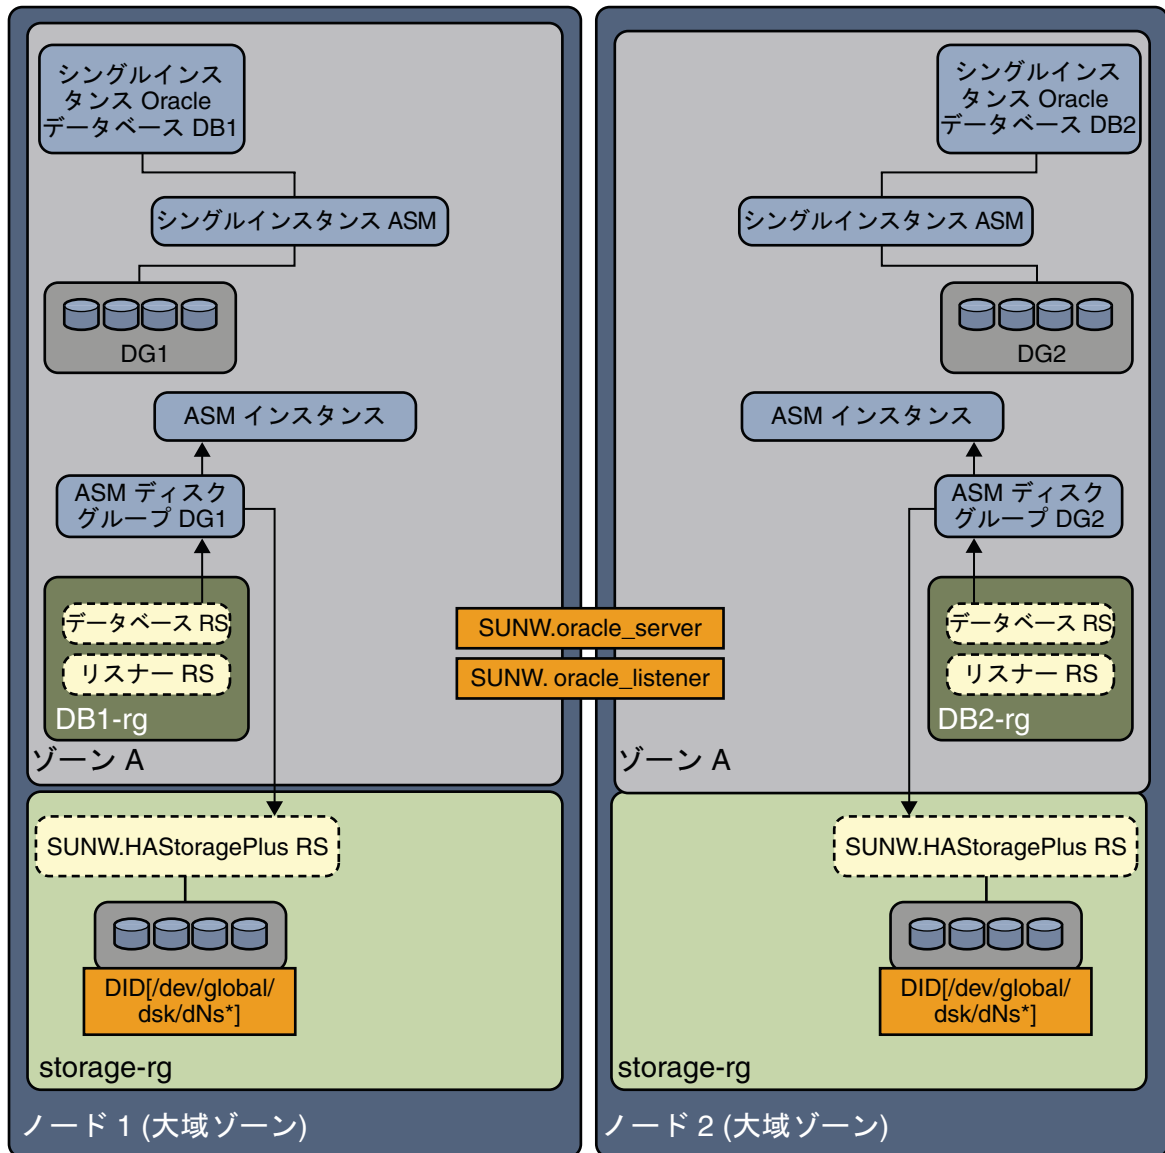 シングルインス
タンス Oracle
データベース DB1
シングルインスタンス ASM
DG1
ASM インスタンス
ASM ディスク
グループ DG1
データベース RS
リスナー RS
DB1-rg
ゾーン A
SUNW.HAStoragePlus RS
DID[/dev/global/
dsk/dNs*]
storage-rg
ノード 1 (大域ゾーン)
SUNW.oracle_server
SUNW. oracle_listener
シングルインス
タンス Oracle
データベース DB2
シングルインスタンス ASM
DG2
ASM インスタンス
ASM ディスク
グループ DG2
データベース RS
リスナー RS
DB2-rg
ゾーン A
SUNW.HAStoragePlus RS
DID[/dev/global/
dsk/dNs*]
storage-rg
ノード 2 (大域ゾーン)